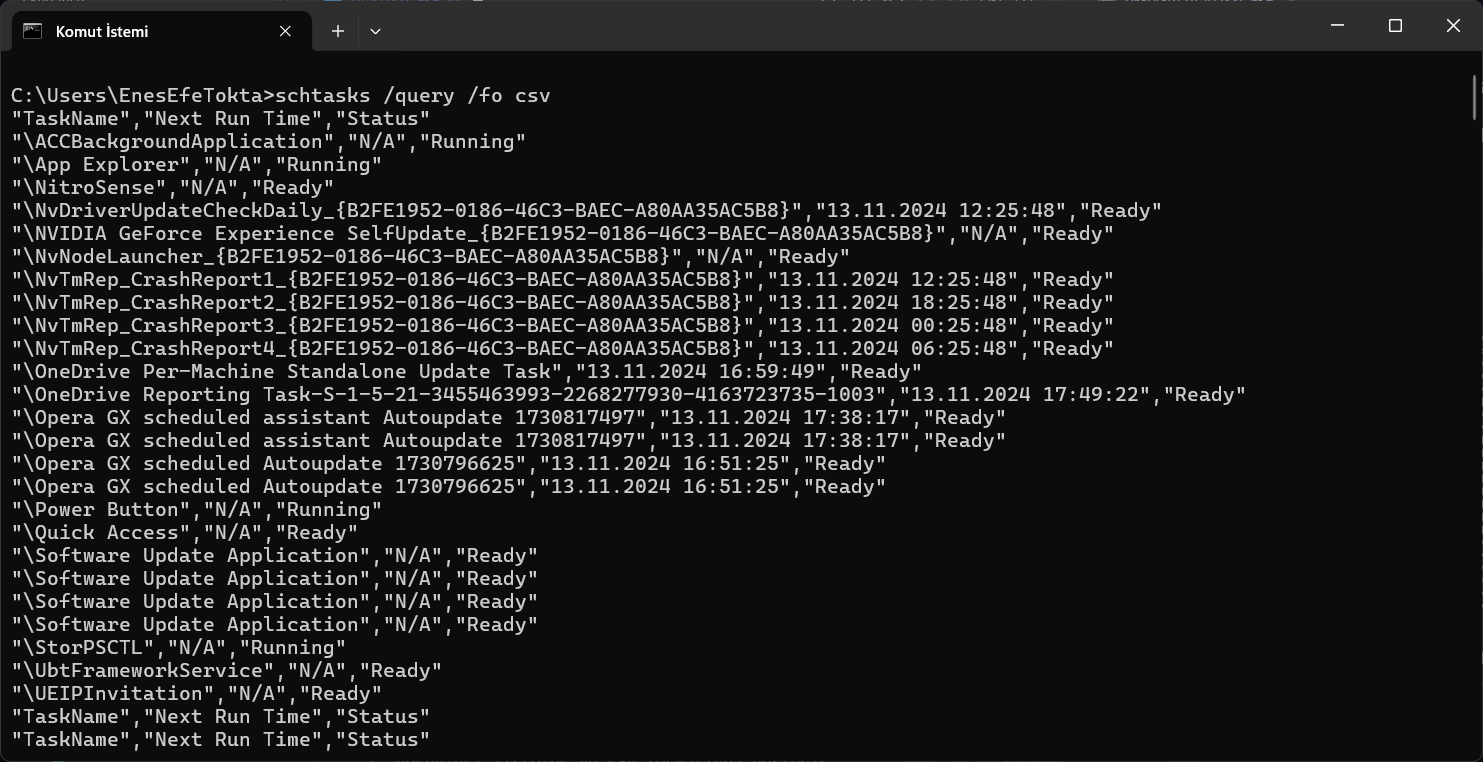 Komut İstemi
C:\Users\EnesEfeTokta>schtasks /query /fo csv
"TaskName","Next Run Time","Status"
"\ACCBackgroundApplication","N/A","Running"
"\App Explorer","N/A","Running"
"\NitroSense","N/A","Ready"
"\NvDriverUpdateCheckDaily_{B2FE1952-0186-46C3-BAEC-A80AA35AC5B8}","13.11.2024 12:25:48","Ready"
"\NVIDIA GeForce Experience SelfUpdate_{B2FE1952-0186-46C3-BAEC-A80AA35AC5B8}","N/A","Ready"
"\NvNodeLauncher_{B2FE1952-0186-46C3-BAEC-A80AA35AC5B8}","N/A","Ready"
"\NvTmRep_CrashReport1_{B2FE1952-0186-46C3-BAEC-A80AA35AC5B8}","13.11.2024 12:25:48","Ready"
"\NvTmRep_CrashReport2_{B2FE1952-0186-46C3-BAEC-A80AA35AC5B8}","13.11.2024 18:25:48","Ready"
"\NvTmRep_CrashReport3_{B2FE1952-0186-46C3-BAEC-A80AA35AC5B8}","13.11.2024 00:25:48","Ready"
"\NvTmRep_CrashReport4_{B2FE1952-0186-46C3-BAEC-A80AA35AC5B8}","13.11.2024 06:25:48","Ready"
"\OneDrive Per-Machine Standalone Update Task","13.11.2024 16:59:49","Ready"
"\OneDrive Reporting Task-S-1-5-21-3455463993-2268277930-4163723735-1003","13.11.2024 17:49:22","Ready"
"\Opera GX scheduled assistant Autoupdate 1730817497","13.11.2024 17:38:17","Ready"
"\Opera GX scheduled assistant Autoupdate 1730817497","13.11.2024 17:38:17","Ready"
"\Opera GX scheduled Autoupdate 1730796625","13.11.2024 16:51:25","Ready"
"\Opera GX scheduled Autoupdate 1730796625","13.11.2024 16:51:25","Ready"
"\Power Button","N/A","Running"
"\Quick Access","N/A","Ready"
"\Software Update Application","N/A","Ready"
"\Software Update Application","N/A","Ready"
"\Software Update Application","N/A","Ready"
"\Software Update Application","N/A","Ready"
"\StorPSCTL","N/A","Running"
"\UbtFrameworkService","N/A","Ready"
"\UEIPInvitation","N/A","Ready"
"TaskName","Next Run Time","Status"
"TaskName","Next Run Time","Status"